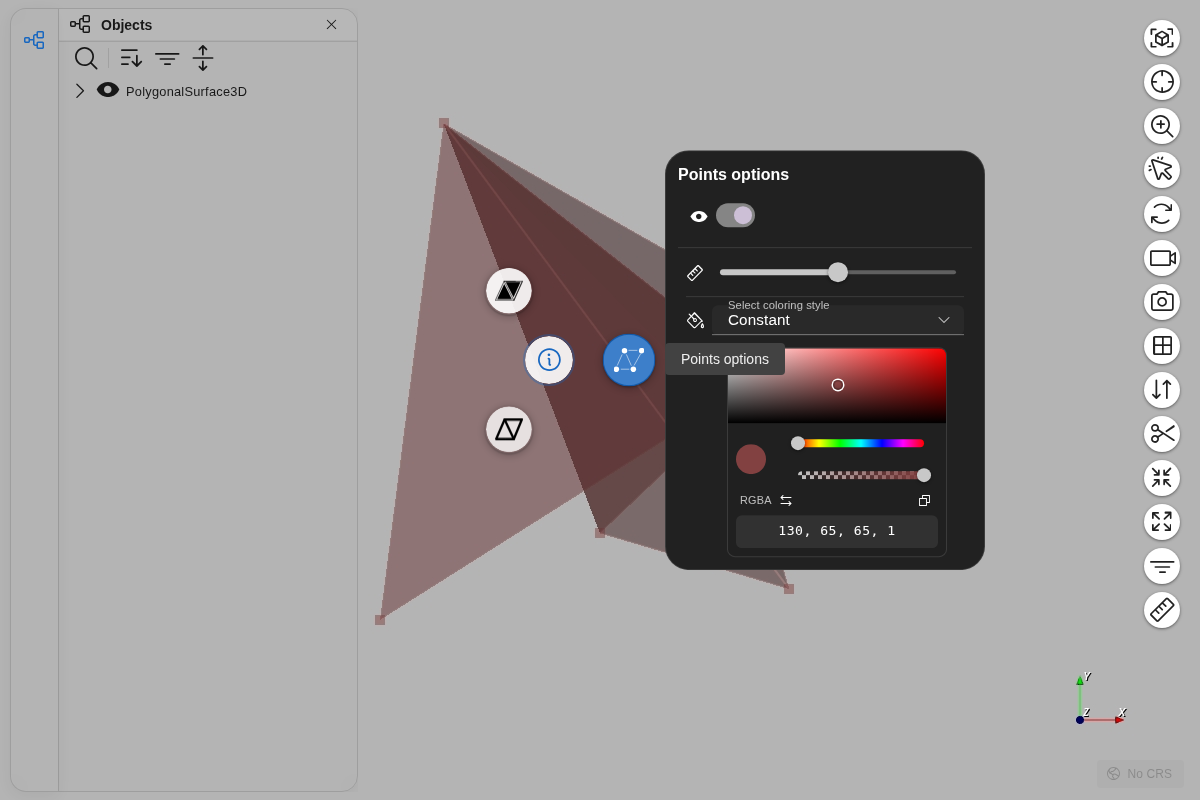 Objects
PolygonalSurface3D
Points options
Select coloring style
Constant
Points options
RGBA
130, 65, 65, 1
Y
Z
X
No CRS